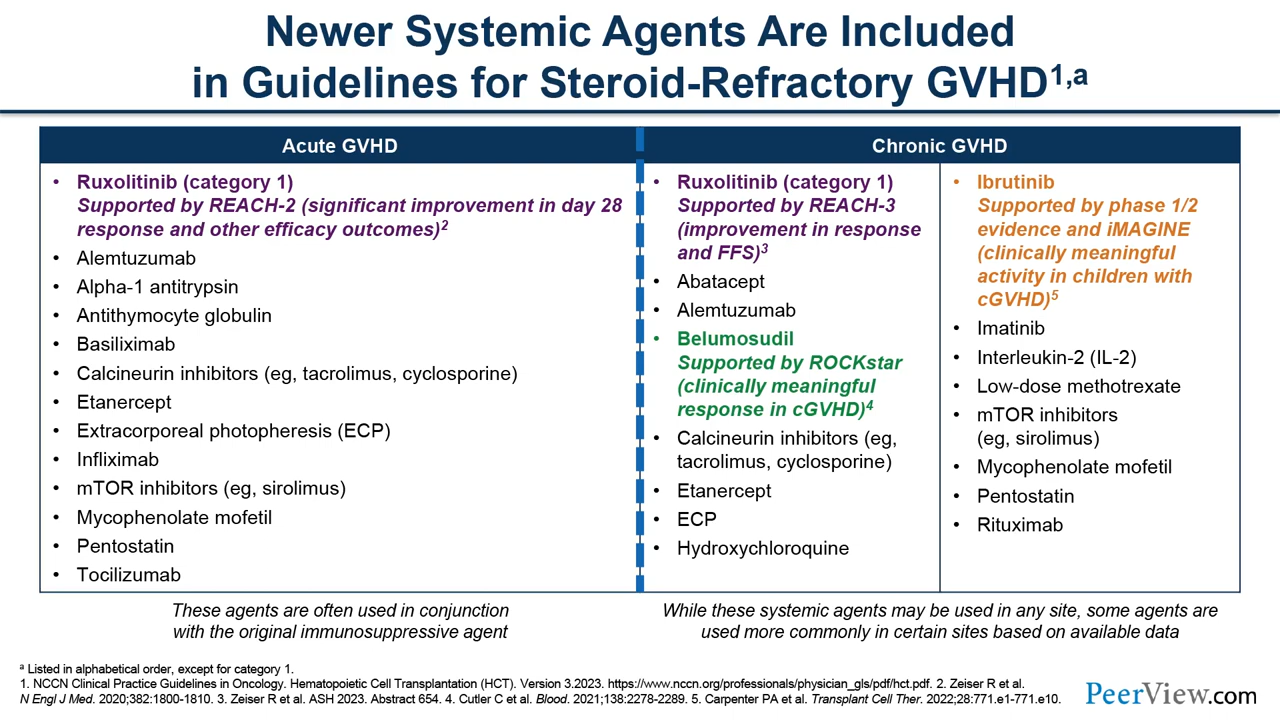 Newer Systemic Agents Are Included
in Guidelines for Steroid-Refractory GVHD1,a
Acute GVHD
• Ruxolitinib (category 1)
Supported by REACH-2 (significant improvement in day 28
response and other efficacy outcomes)2
• Alemtuzumab
• Alpha-1 antitrypsin
• Antithymocyte globulin
• Basiliximab
• Calcineurin inhibitors (eg, tacrolimus, cyclosporine)
• Etanercept
• Extracorporeal photopheresis (ECP)
• Infliximab
• mTOR inhibitors (eg, sirolimus)
• Mycophenolate mofetil
• Pentostatin
• Tocilizumab
These agents are often used in conjunction
with the original immunosuppressive agent
Chronic GVHD
• Ruxolitinib (category 1)
Supported by REACH-3
(improvement in response
and FFS)3
• Abatacept
• Alemtuzumab
• Belumosudil
Supported by ROCKstar
(clinically meaningful
response in cGVHD)4
• Calcineurin inhibitors (eg,
tacrolimus, cyclosporine)
• Etanercept
• ECP
• Hydroxychloroquine
• Ibrutinib
Supported by phase 1/2
evidence and iMAGINE
(clinically meaningful
activity in children with
cGVHD)5
• Imatinib
• Interleukin-2 (IL-2)
• Low-dose methotrexate
• mTOR inhibitors
(eg, sirolimus)
• Mycophenolate mofetil
• Pentostatin
• Rituximab
While these systemic agents may be used in any site, some agents are
used more commonly in certain sites based on available data
a Listed in alphabetical order, except for category 1.
1. NCCN Clinical Practice Guidelines in Oncology. Hematopoietic Cell Transplantation (HCT). Version 3.2023. https://www.nccn.org/professionals/physician_gls/pdf/hct.pdf. 2. Zeiser R et al.
N Engl J Med. 2020;382:1800-1810. 3. Zeiser R et al. ASH 2023. Abstract 654. 4. Cutler C et al. Blood. 2021;138:2278-2289. 5. Carpenter PA et al. Transplant Cell Ther. 2022;28:771.e1-771.e10.
PeerView.com